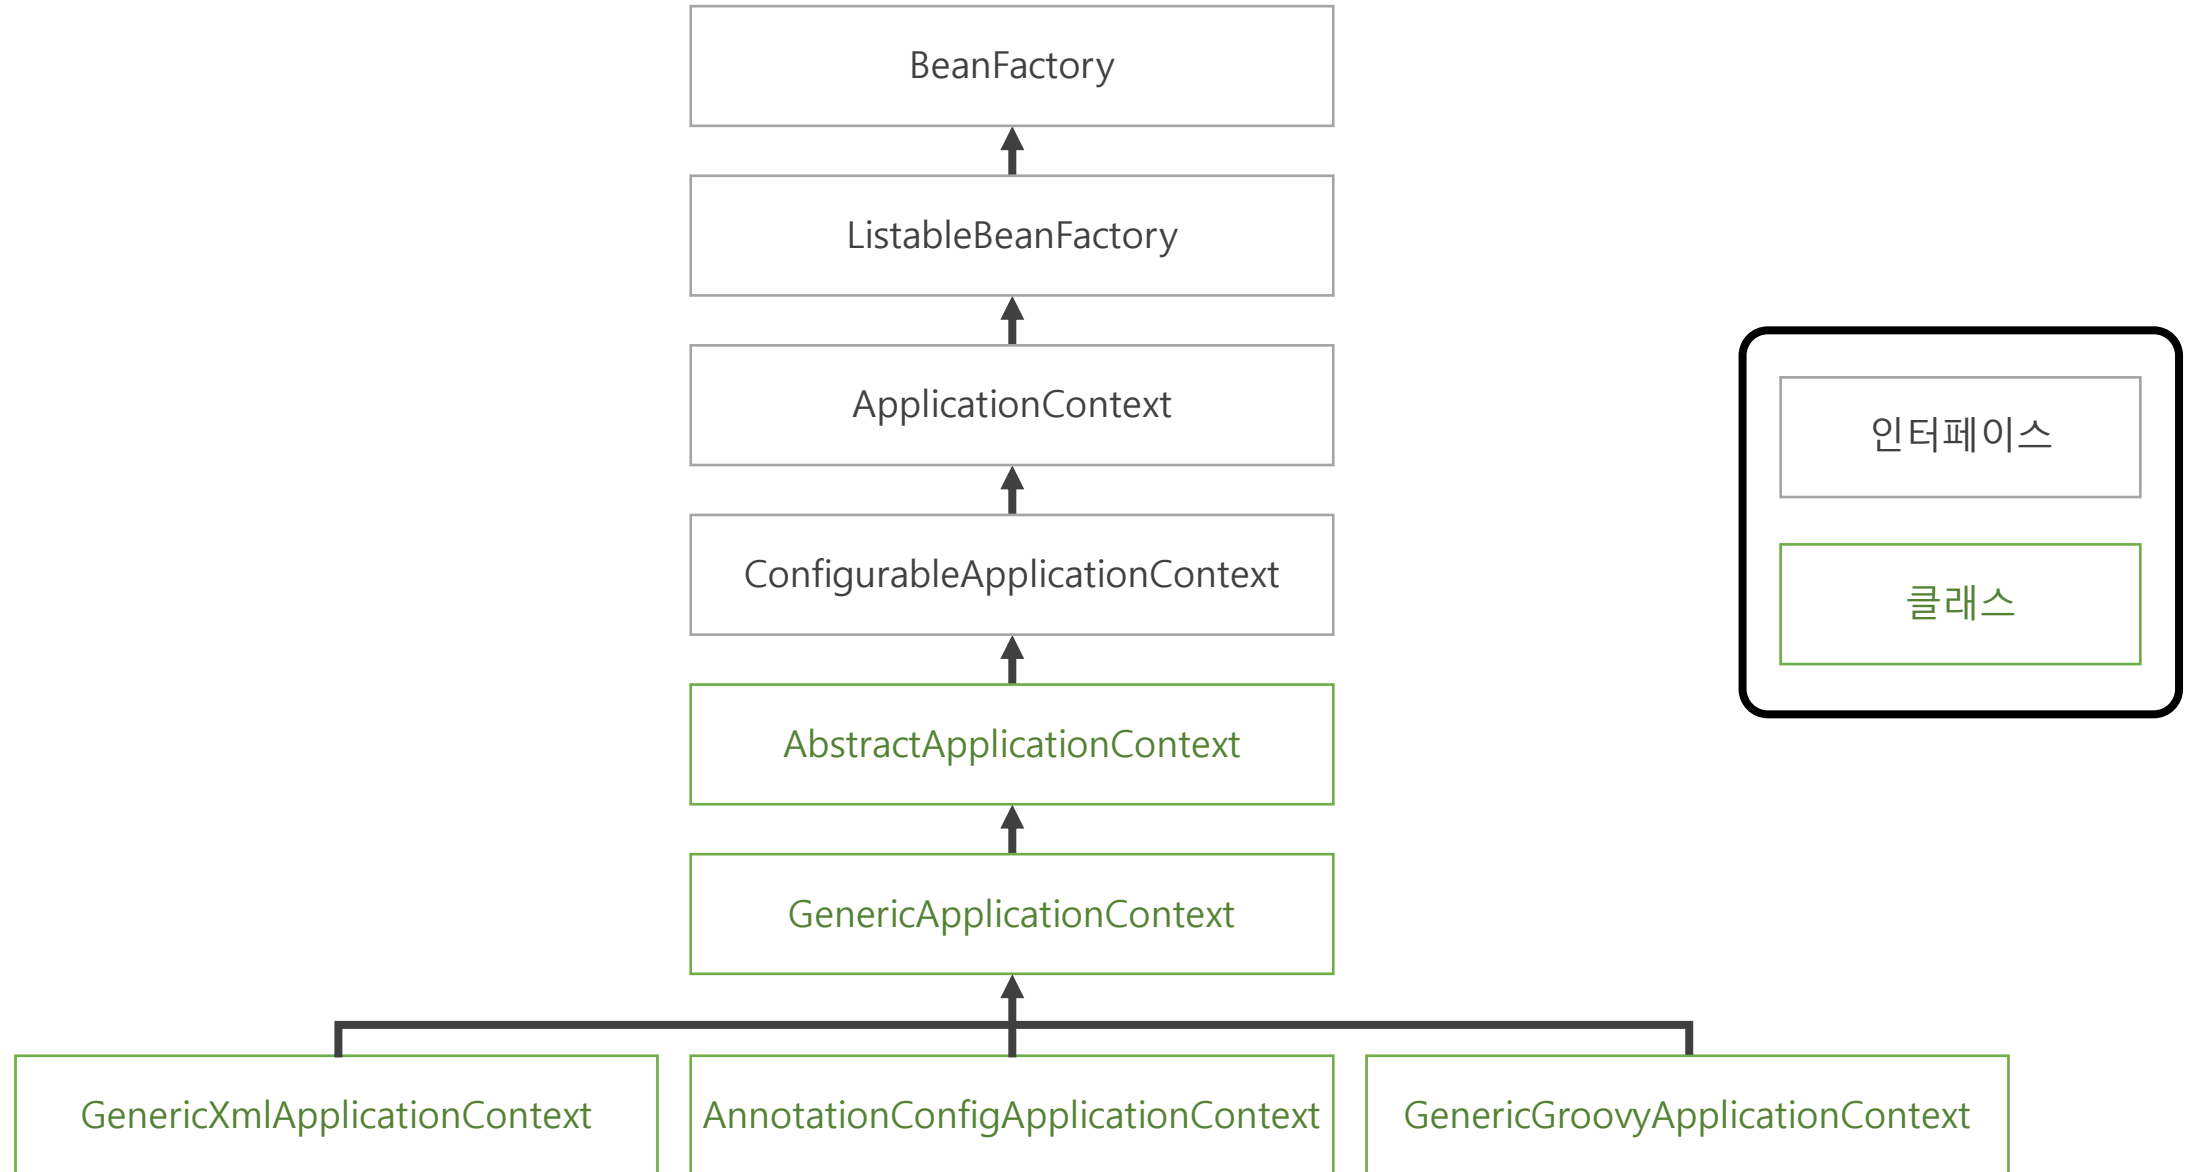 BeanFactory
ListableBeanFactory
ApplicationContext
ConfigurableApplicationContext
AbstractApplicationContext
GenericApplicationContext
GenericXmlApplicationContext
AnnotationConfigApplicationContext
GenericGroovyApplicationContext
인터페이스
클래스